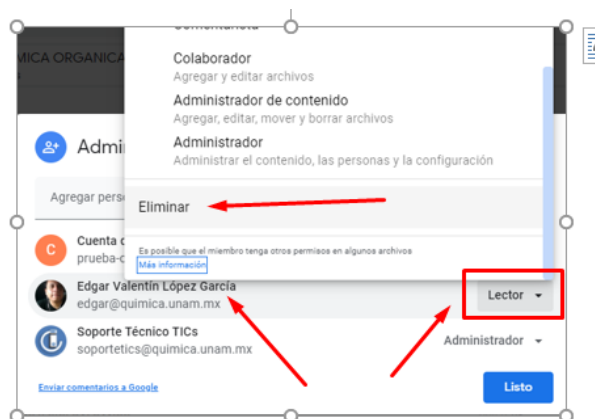 Comentarista
MICA ORGANICA
Colaborador
Agregar y editar archivos
Administrador de contenido
Agregar, editar, mover y borrar archivos
Administrador
Administrar el contenido, las personas y la configuración
Admi
Agregar pers
Eliminar
Es posible que el miembro tenga otros permisos en algunos archivos
Más información
C
Cuenta
prueba-
Edgar Valentín López García
edgar@quimica.unam.mx
Lector
Soporte Técnico TICs
soportetics@quimica.unam.mx
Administrador
Enviar comentarios a Google
Listo